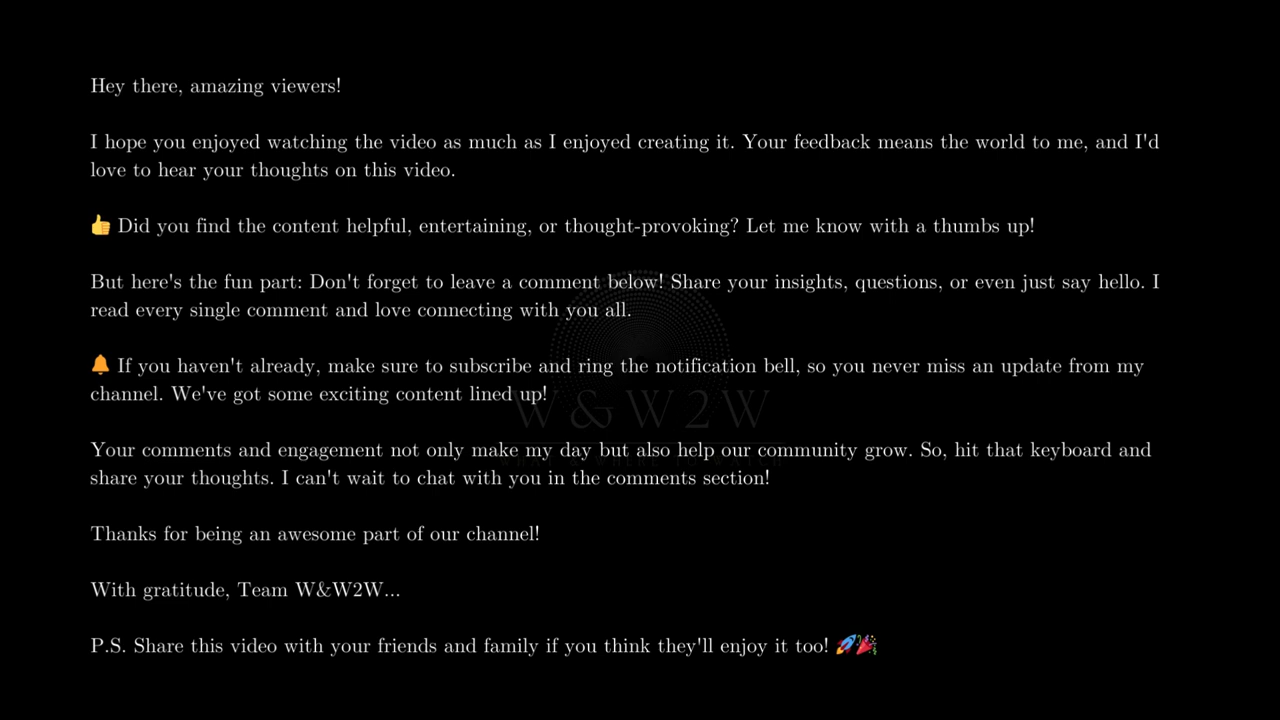 Hey there, amazing viewers!
I hope you enjoyed watching the video as much as I enjoyed creating it. Your feedback means the world to me, and I'd
love to hear your thoughts on this video.
👍 Did you find the content helpful, entertaining, or thought-provoking? Let me know with a thumbs up!
But here's the fun part: Don't forget to leave a comment below! Share your insights, questions, or even just say hello. I
read every single comment and love connecting with you all.
🔔 If you haven't already, make sure to subscribe and ring the notification bell, so you never miss an update from my
channel. We've got some exciting content lined up!
W&W2W
Your comments and engagement not only make my day but also help our community grow. So, hit that keyboard and
share your thoughts. I can't wait to chat with you in the comments section!
Thanks for being an awesome part of our channel!
With gratitude, Team W&W2W...
P.S. Share this video with your friends and family if you think they'll enjoy it too! 🚀🎉